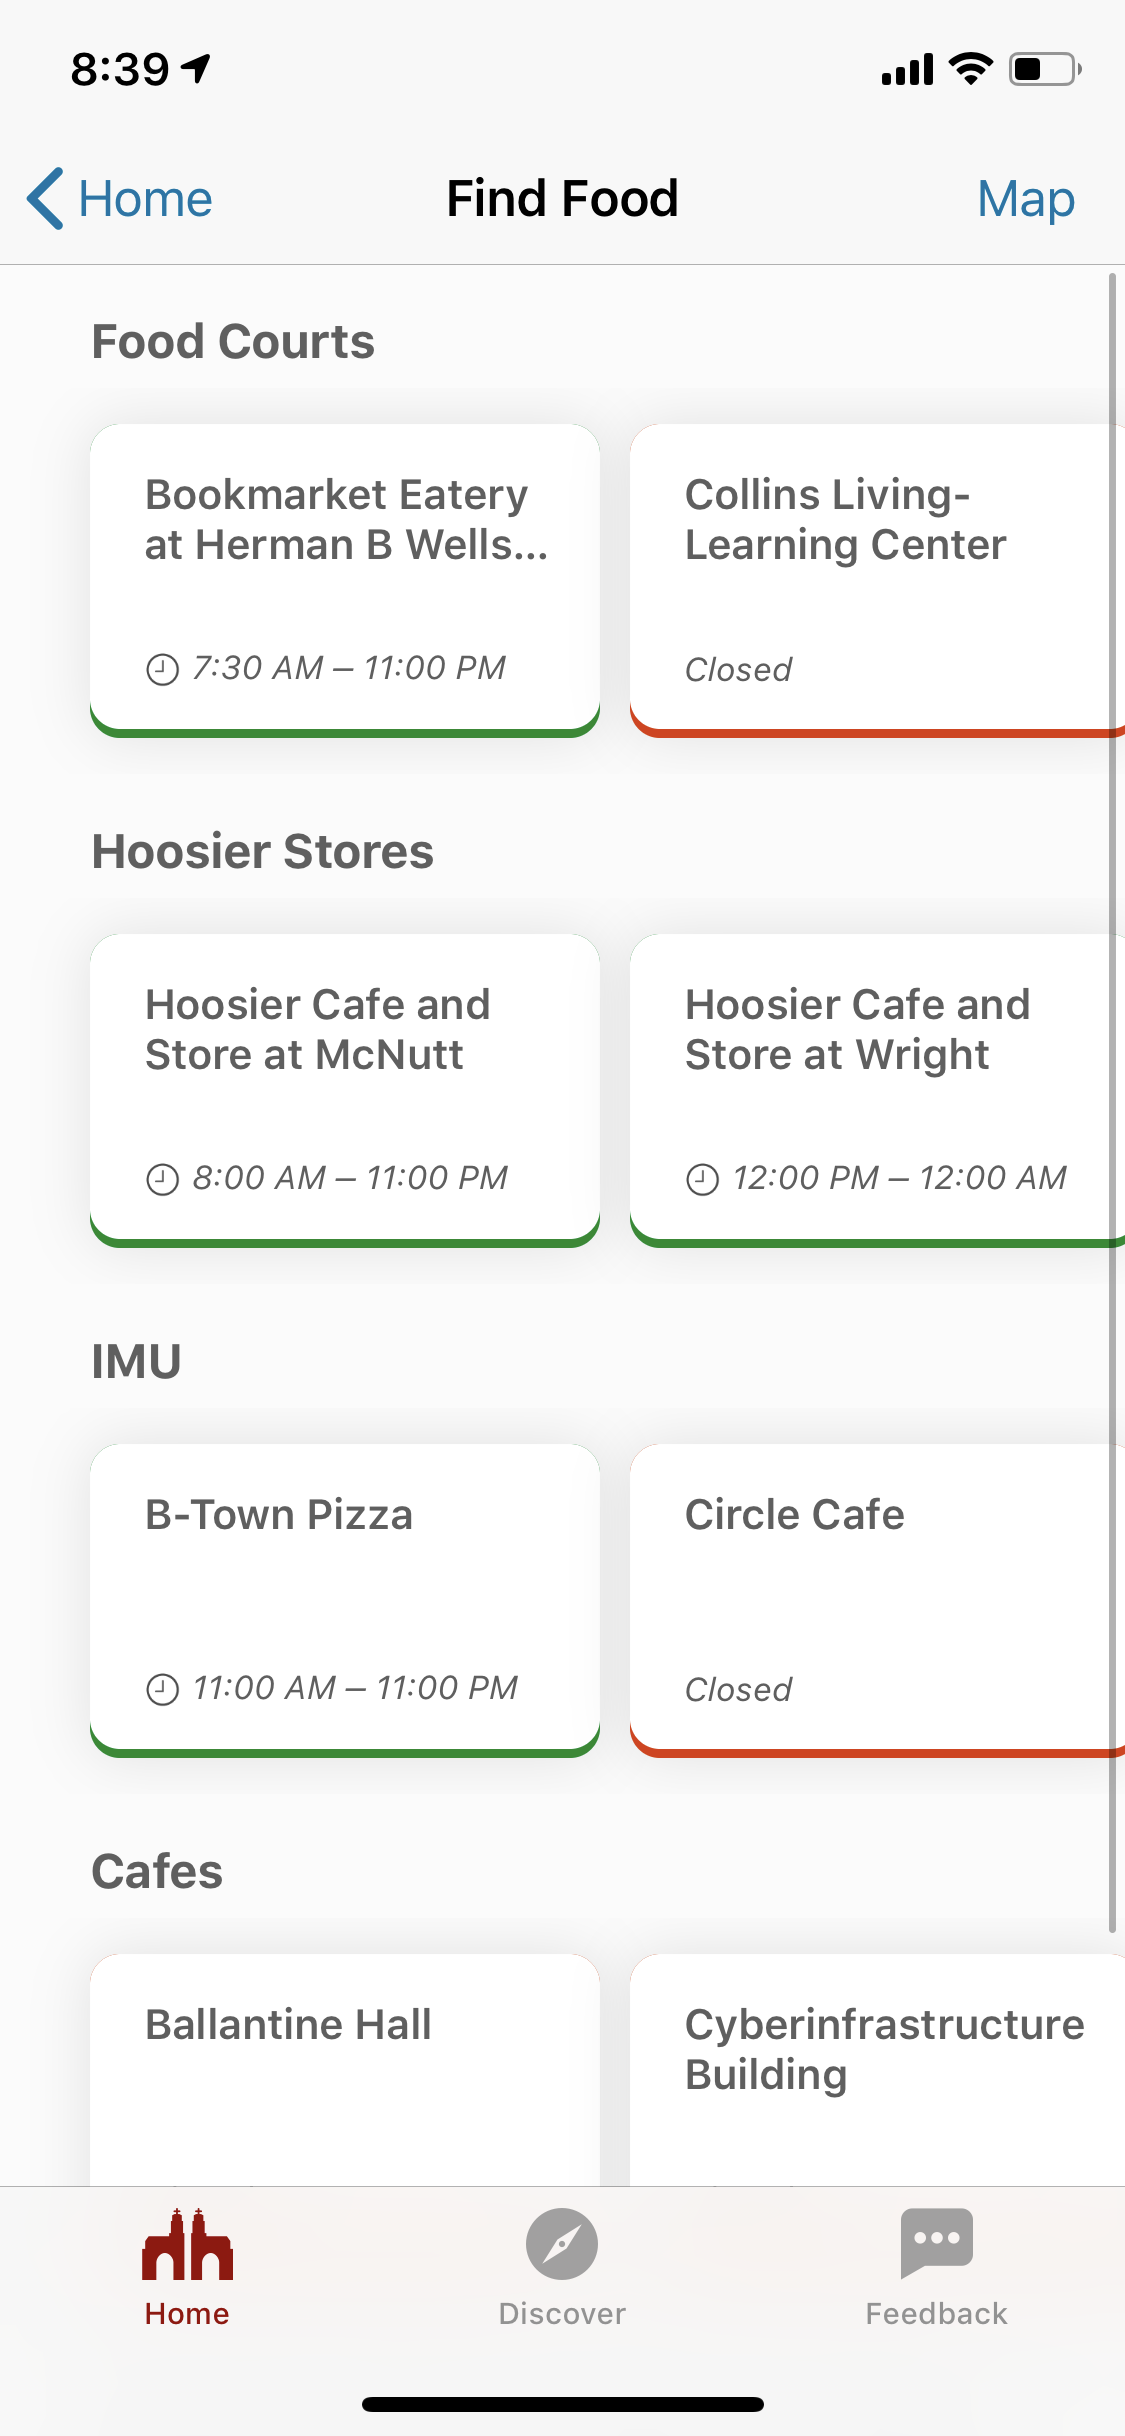 8:39
Home
Find Food
Map
Food Courts
Bookmarket Eatery
at Herman B Wells...
7:30 AM – 11:00 PM
Collins Living-
Learning Center
Closed
Hoosier Stores
Hoosier Cafe and
Store at McNutt
8:00 AM – 11:00 PM
Hoosier Cafe and
Store at Wright
12:00 PM – 12:00 AM
IMU
B-Town Pizza
11:00 AM – 11:00 PM
Circle Cafe
Closed
Cafes
Ballantine Hall
Cyberinfrastructure
Building
Home
Discover
Feedback